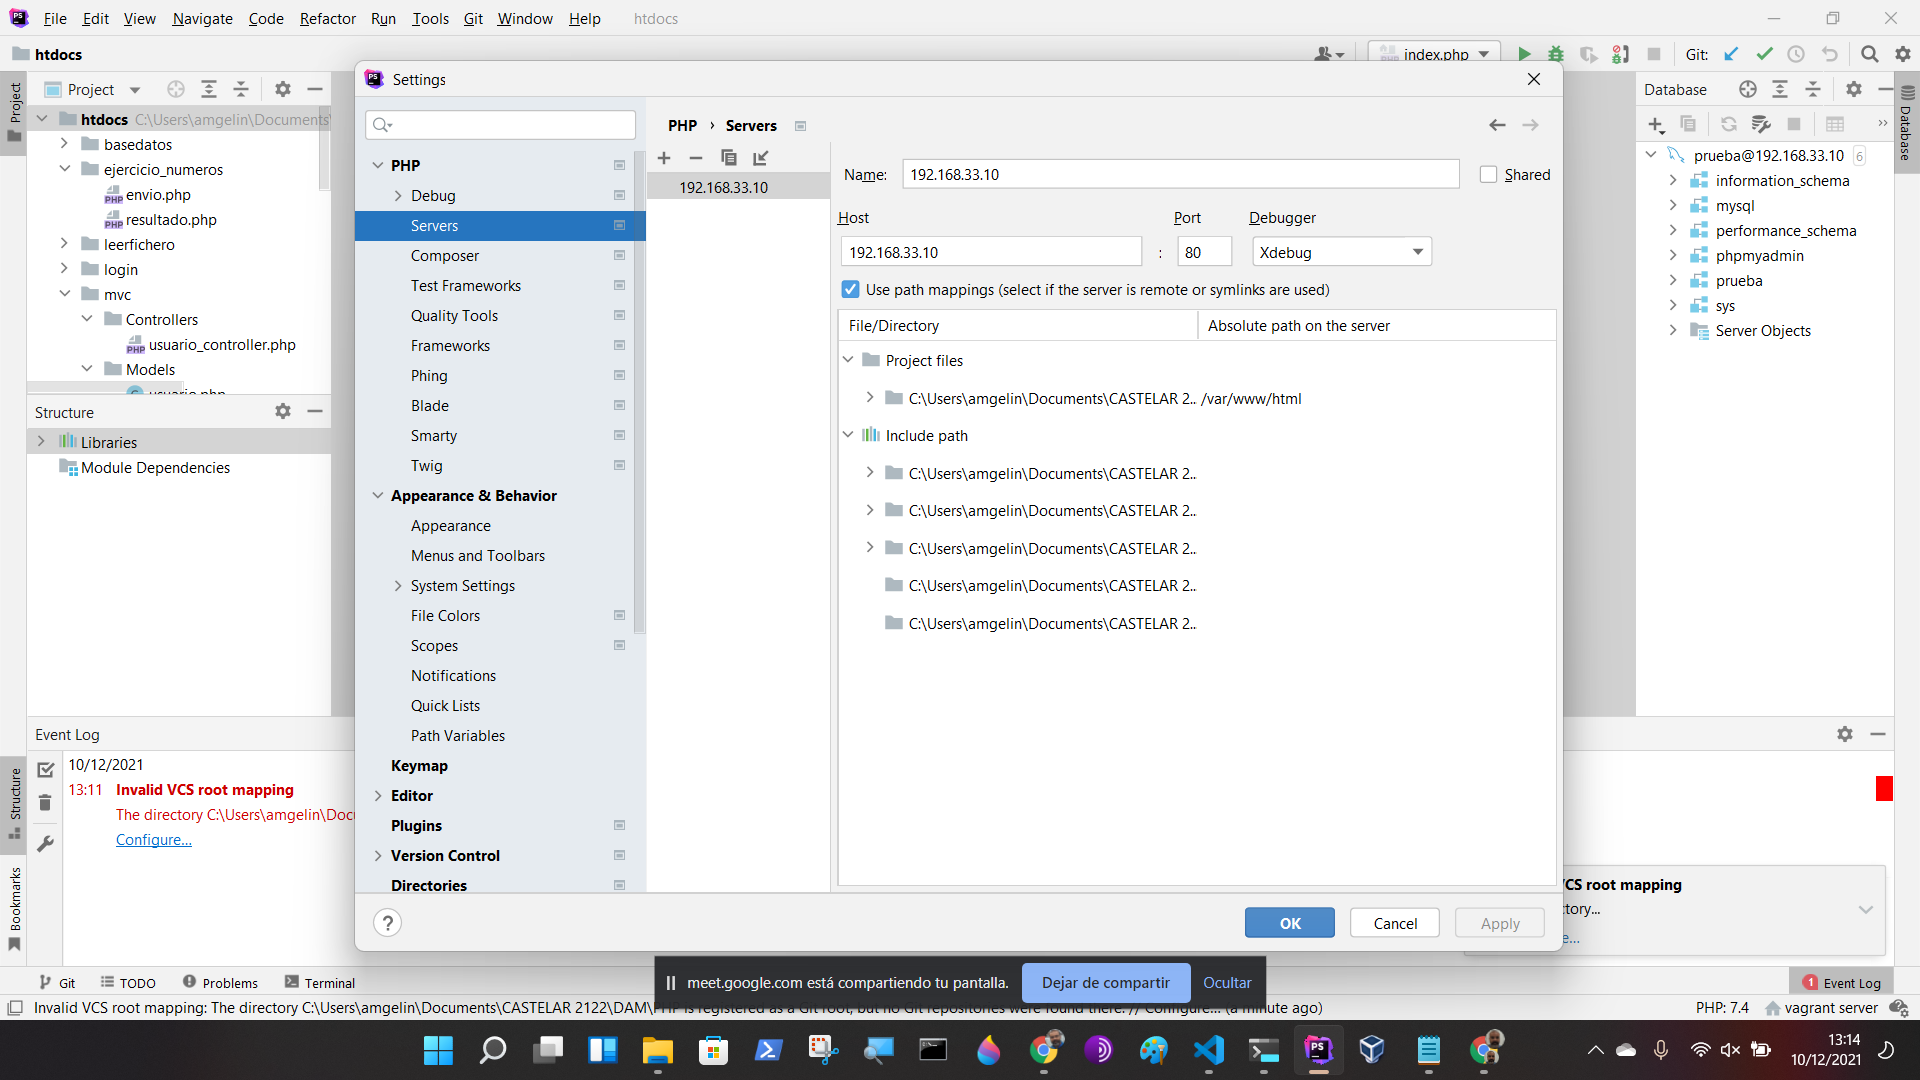 File Edit View Navigate Code Refactor Run Tools Git Window Help htdocs
htdocs
index.php
Git:
Project
Project
htdocs C:\Users\amgelin\Documents
basedatos
ejercicio_numeros
envio.php
resultado.php
leerfichero
login
mvc
Controllers
usuario_controller.php
Models
usuario.php
Structure
Libraries
Module Dependencies
Settings
PHP
Debug
Servers
Composer
Test Frameworks
Quality Tools
Frameworks
Phing
Blade
Smarty
Twig
Appearance & Behavior
Appearance
Menus and Toolbars
System Settings
File Colors
Scopes
Notifications
Quick Lists
Path Variables
Keymap
Editor
Plugins
Version Control
Directories
PHP › Servers
192.168.33.10
Name: 192.168.33.10 Shared
Host Port Debugger
192.168.33.10 : 80 Xdebug
Use path mappings (select if the server is remote or symlinks are used)
File/Directory Absolute path on the server
Project files
C:\Users\amgelin\Documents\CASTELAR 2.. /var/www/html
Include path
C:\Users\amgelin\Documents\CASTELAR 2..
C:\Users\amgelin\Documents\CASTELAR 2..
C:\Users\amgelin\Documents\CASTELAR 2..
C:\Users\amgelin\Documents\CASTELAR 2..
C:\Users\amgelin\Documents\CASTELAR 2..
?
OK Cancel Apply
Database
Database
prueba@192.168.33.10 6
information_schema
mysql
performance_schema
phpmyadmin
prueba
sys
Server Objects
Event Log
10/12/2021
13:11 Invalid VCS root mapping
The directory C:\Users\amgelin\Docu
Configure...
Structure
Bookmarks
VCS root mapping
ctory...
e...
meet.google.com está compartiendo tu pantalla. Dejar de compartir Ocultar
Git TODO Problems Terminal
1 Event Log
Invalid VCS root mapping: The directory C:\Users\amgelin\Documents\CASTELAR 2122\DAM\PHP is registered as a Git root, but no Git repositories were found there. // Configure... (a minute ago)
PHP: 7.4 vagrant server
13:14
10/12/2021